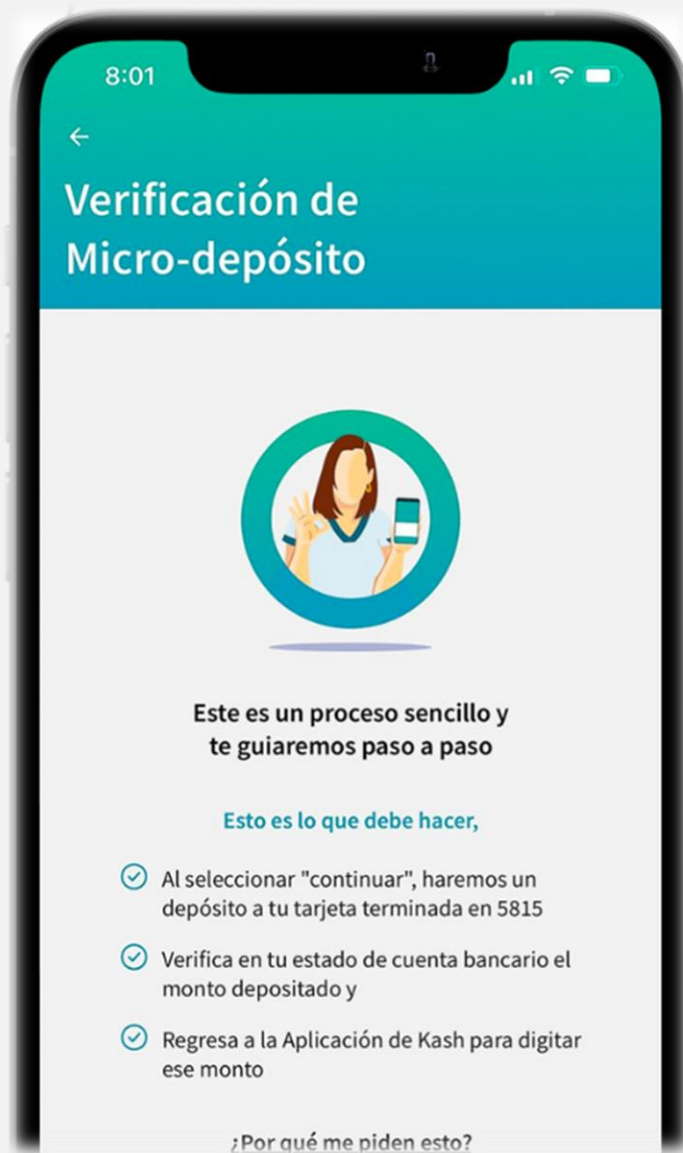 8:01
Verificación de
Micro-depósito
Este es un proceso sencillo y
te guiaremos paso a paso
Esto es lo que debe hacer,
Al seleccionar "continuar", haremos un
depósito a tu tarjeta terminada en 5815
Verifica en tu estado de cuenta bancario el
monto depositado y
Regresa a la Aplicación de Kash para digitar
ese monto
¿Por qué me piden esto?